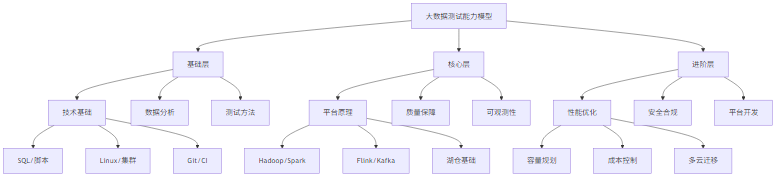 大数据测试能力模型
基础层
核心层
进阶层
技术基础
数据分析
测试方法
平台原理
质量保障
可观测性
性能优化
安全合规
平台开发
SQL/脚本
Linux/集群
Git/CI
Hadoop/Spark
Flink/Kafka
湖仓基础
容量规划
成本控制
多云迁移